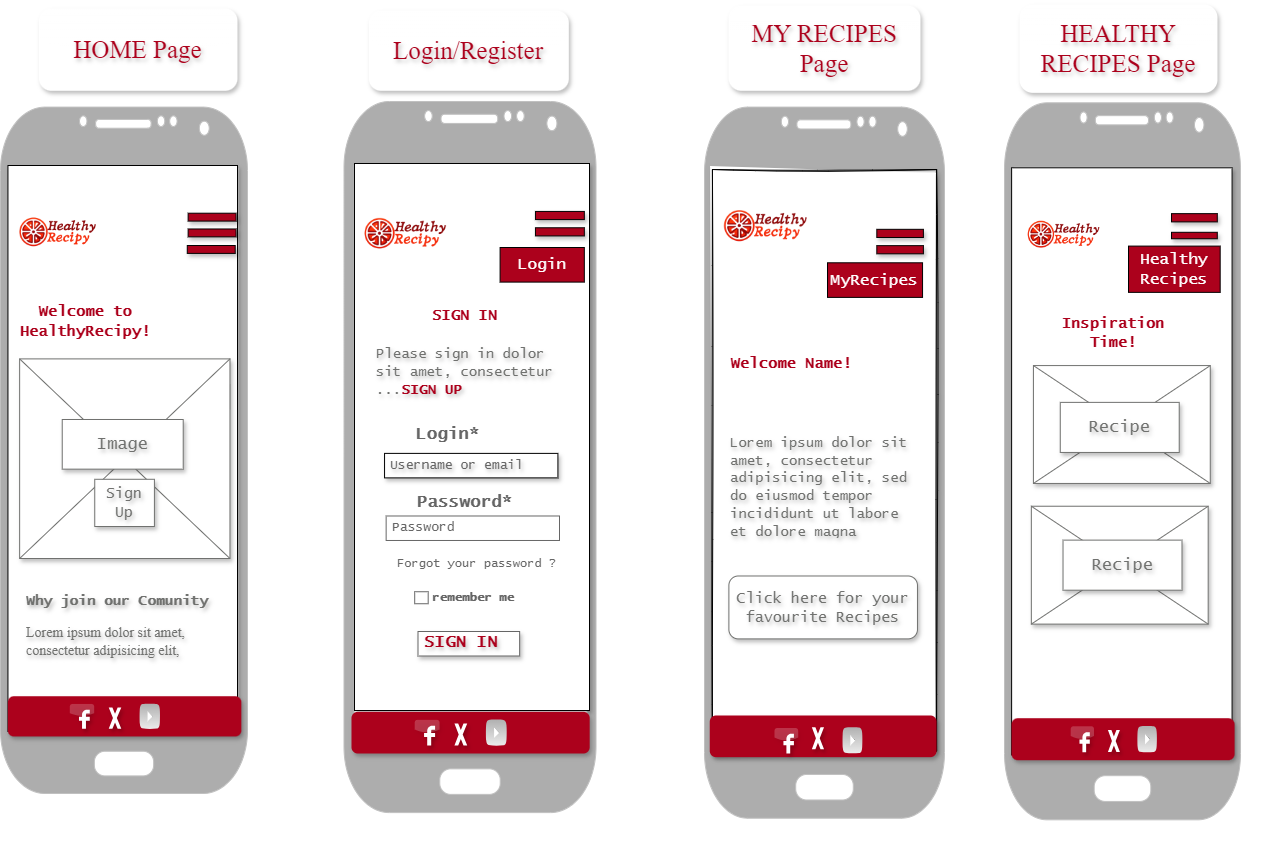 HOME Page
Healthy
Recipy
Welcome to
HealthyRecipy!
Image
Sign
Up
Why join our Comunity
Lorem ipsum dolor sit amet,
consectetur adipisicing elit,
f X
Login/Register
Healthy
Recipy
Login
SIGN IN
Please sign in dolor
sit amet, consectetur
...SIGN UP
Login*
Username or email
Password*
Password
Forgot your password ?
remember me
SIGN IN
f X
MY RECIPES
Page
Healthy
Recipy
MyRecipes
Welcome Name!
Lorem ipsum dolor sit
amet, consectetur
adipisicing elit, sed
do eiusmod tempor
incididunt ut labore
et dolore magna
Click here for your
favourite Recipes
f X
HEALTHY
RECIPES Page
Healthy
Recipy
Healthy
Recipes
Inspiration
Time!
Recipe
Recipe
f X